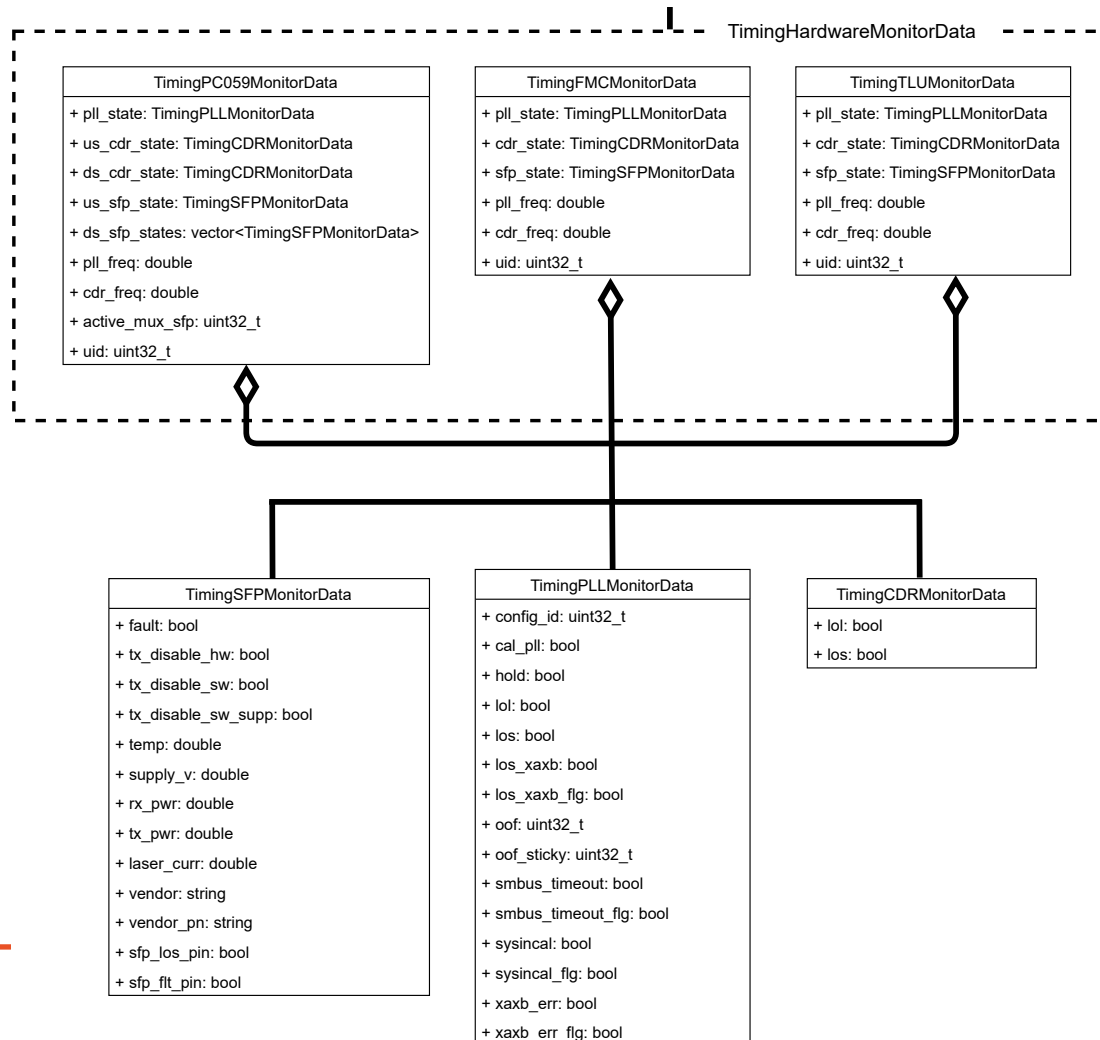 TimingHardwareMonitorData
TimingPC059MonitorData
+ pll_state: TimingPLLMonitorData
+ us_cdr_state: TimingCDRMonitorData
+ ds_cdr_state: TimingCDRMonitorData
+ us_sfp_state: TimingSFPMonitorData
+ ds_sfp_states: vector<TimingSFPMonitorData>
+ pll_freq: double
+ cdr_freq: double
+ active_mux_sfp: uint32_t
+ uid: uint32_t
TimingFMCMonitorData
+ pll_state: TimingPLLMonitorData
+ cdr_state: TimingCDRMonitorData
+ sfp_state: TimingSFPMonitorData
+ pll_freq: double
+ cdr_freq: double
+ uid: uint32_t
TimingTLUMonitorData
+ pll_state: TimingPLLMonitorData
+ cdr_state: TimingCDRMonitorData
+ sfp_state: TimingSFPMonitorData
+ pll_freq: double
+ cdr_freq: double
+ uid: uint32_t
TimingSFPMonitorData
+ fault: bool
+ tx_disable_hw: bool
+ tx_disable_sw: bool
+ tx_disable_sw_supp: bool
+ temp: double
+ supply_v: double
+ rx_pwr: double
+ tx_pwr: double
+ laser_curr: double
+ vendor: string
+ vendor_pn: string
+ sfp_los_pin: bool
+ sfp_flt_pin: bool
TimingPLLMonitorData
+ config_id: uint32_t
+ cal_pll: bool
+ hold: bool
+ lol: bool
+ los: bool
+ los_xaxb: bool
+ los_xaxb_flg: bool
+ oof: uint32_t
+ oof_sticky: uint32_t
+ smbus_timeout: bool
+ smbus_timeout_flg: bool
+ sysincal: bool
+ sysincal_flg: bool
+ xaxb_err: bool
+ xaxb_err_flg: bool
TimingCDRMonitorData
+ lol: bool
+ los: bool